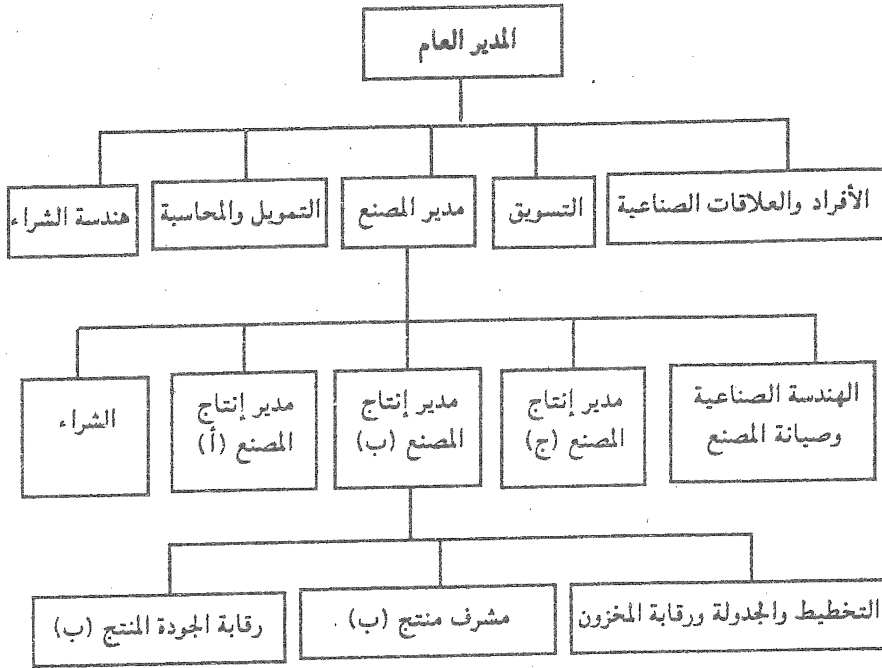 المدير العام
الأفراد والعلاقات الصناعية
التسويق
مدير المصنع
التمويل والمحاسبة
هندسة الشراء
الهندسة الصناعية
وصيانة المصنع
مدير إنتاج
المصنع (ج)
مدير إنتاج
المصنع (ب)
مدير إنتاج
المصنع (أ)
الشراء
التخطيط والجدولة ورقابة المخزون
مشرف منتج (ب)
رقابة الجودة المنتج (ب)